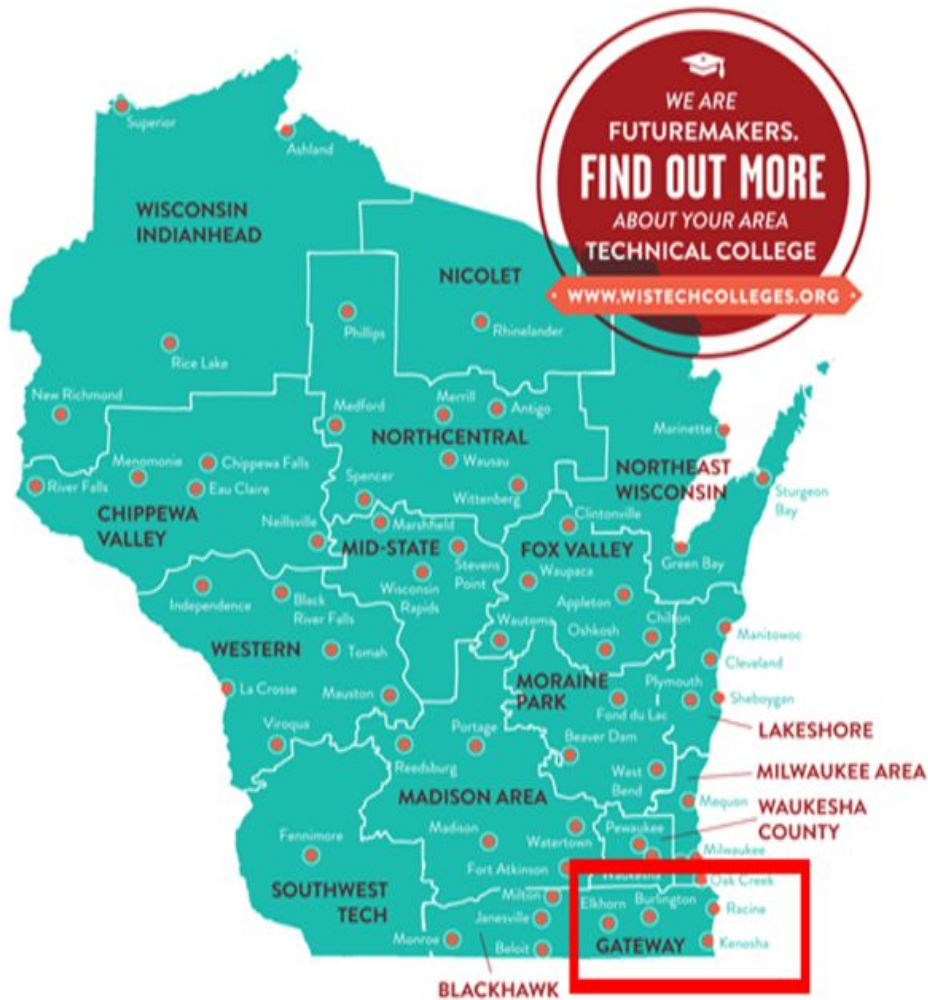 WE ARE
FUTUREMAKERS.
FIND OUT MORE
ABOUT YOUR AREA
TECHNICAL COLLEGE
WWW.WISTECHCOLLEGES.ORG
Superior
Ashland
WISCONSIN
INDIANHEAD
NICOLET
Phillips
Rhinelander
Rice Lake
New Richmond
Medford
Merrill
Antigo
NORTHCENTRAL
Marinette
Menomonie
Chippewa Falls
Wausau
River Falls
Eau Claire
Spencer
Wittenberg
NORTHEAST
WISCONSIN
Sturgeon
Bay
CHIPPEWA
VALLEY
Neillsville
Marshfield
Clintonville
MID-STATE
Stevens
Point
FOX VALLEY
Green Bay
Waupaca
Wisconsin
Rapids
Independence
Black
River Falls
Appleton
Wautoma
Oshkosh
Chilton
Manitowoc
WESTERN
Tomah
Cleveland
La Crosse
Mauston
MORAINE
PARK
Plymouth
Sheboygan
Fond du Lac
Viroqua
Portage
LAKESHORE
Reedsburg
Beaver Dam
West
Bend
MILWAUKEE AREA
MADISON AREA
Mequon
WAUKESHA
COUNTY
Fennimore
Madison
Watertown
Pewaukee
Milwaukee
Fort Atkinson
Waukesha
Oak Creek
SOUTHWEST
TECH
Milton
Elkhorn
Burlington
Racine
Janesville
Monroe
Beloit
GATEWAY
Kenosha
BLACKHAWK